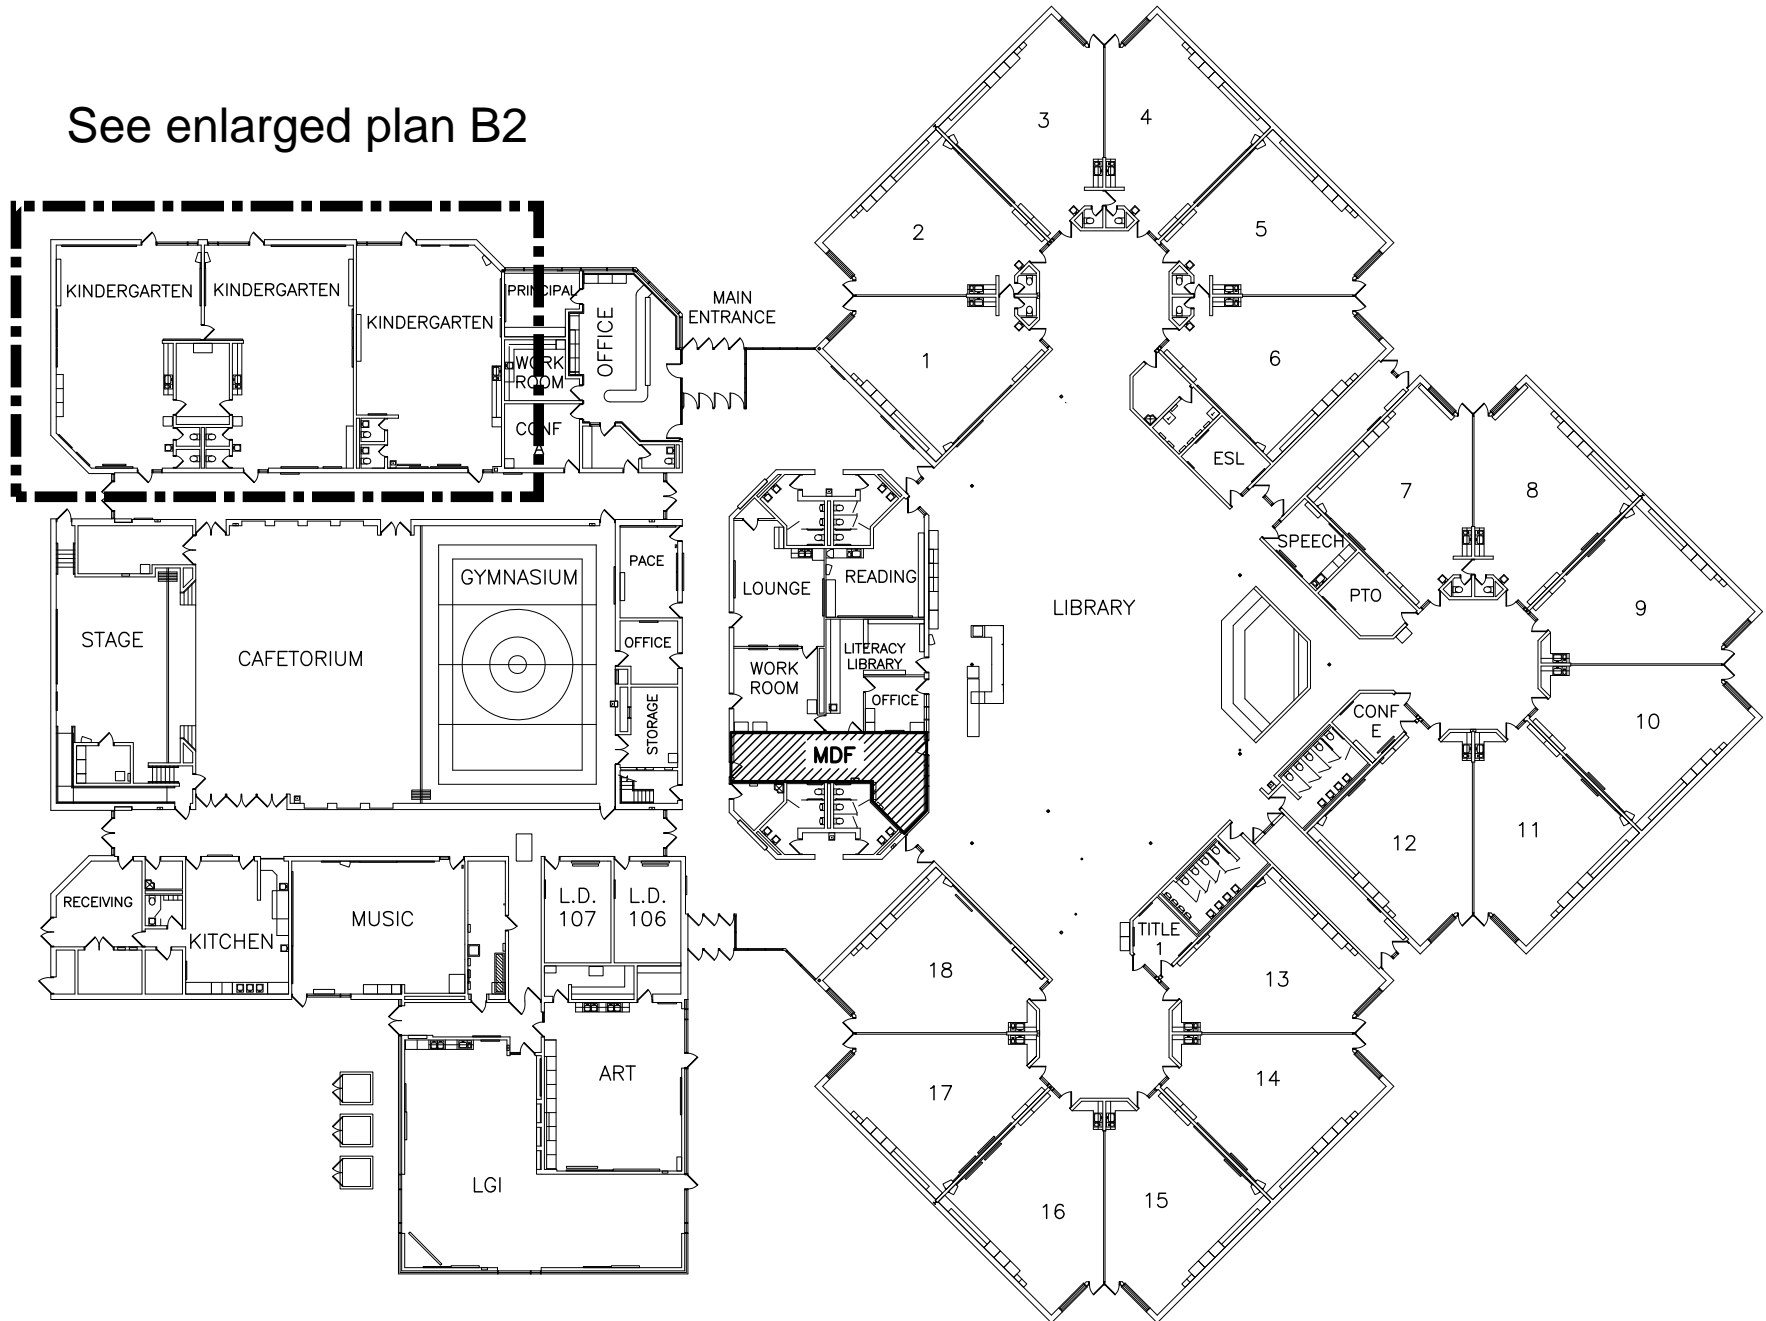 See enlarged plan B2
3
4
2
5
KINDERGARTEN
KINDERGARTEN
KINDERGARTEN
PRINCIPAL
OFFICE
MAIN
ENTRANCE
WORK
ROOM
CONF
1
6
ESL
7
8
SPEECH
PTO
9
PACE
GYMNASIUM
LOUNGE
READING
LIBRARY
STAGE
CAFETORIUM
OFFICE
LITERACY
LIBRARY
WORK
ROOM
OFFICE
STORAGE
CONF
E
10
MDF
12
11
RECEIVING
MUSIC
KITCHEN
L.D.
107
L.D.
106
TITLE
1
18
13
17
14
ART
LGI
16
15